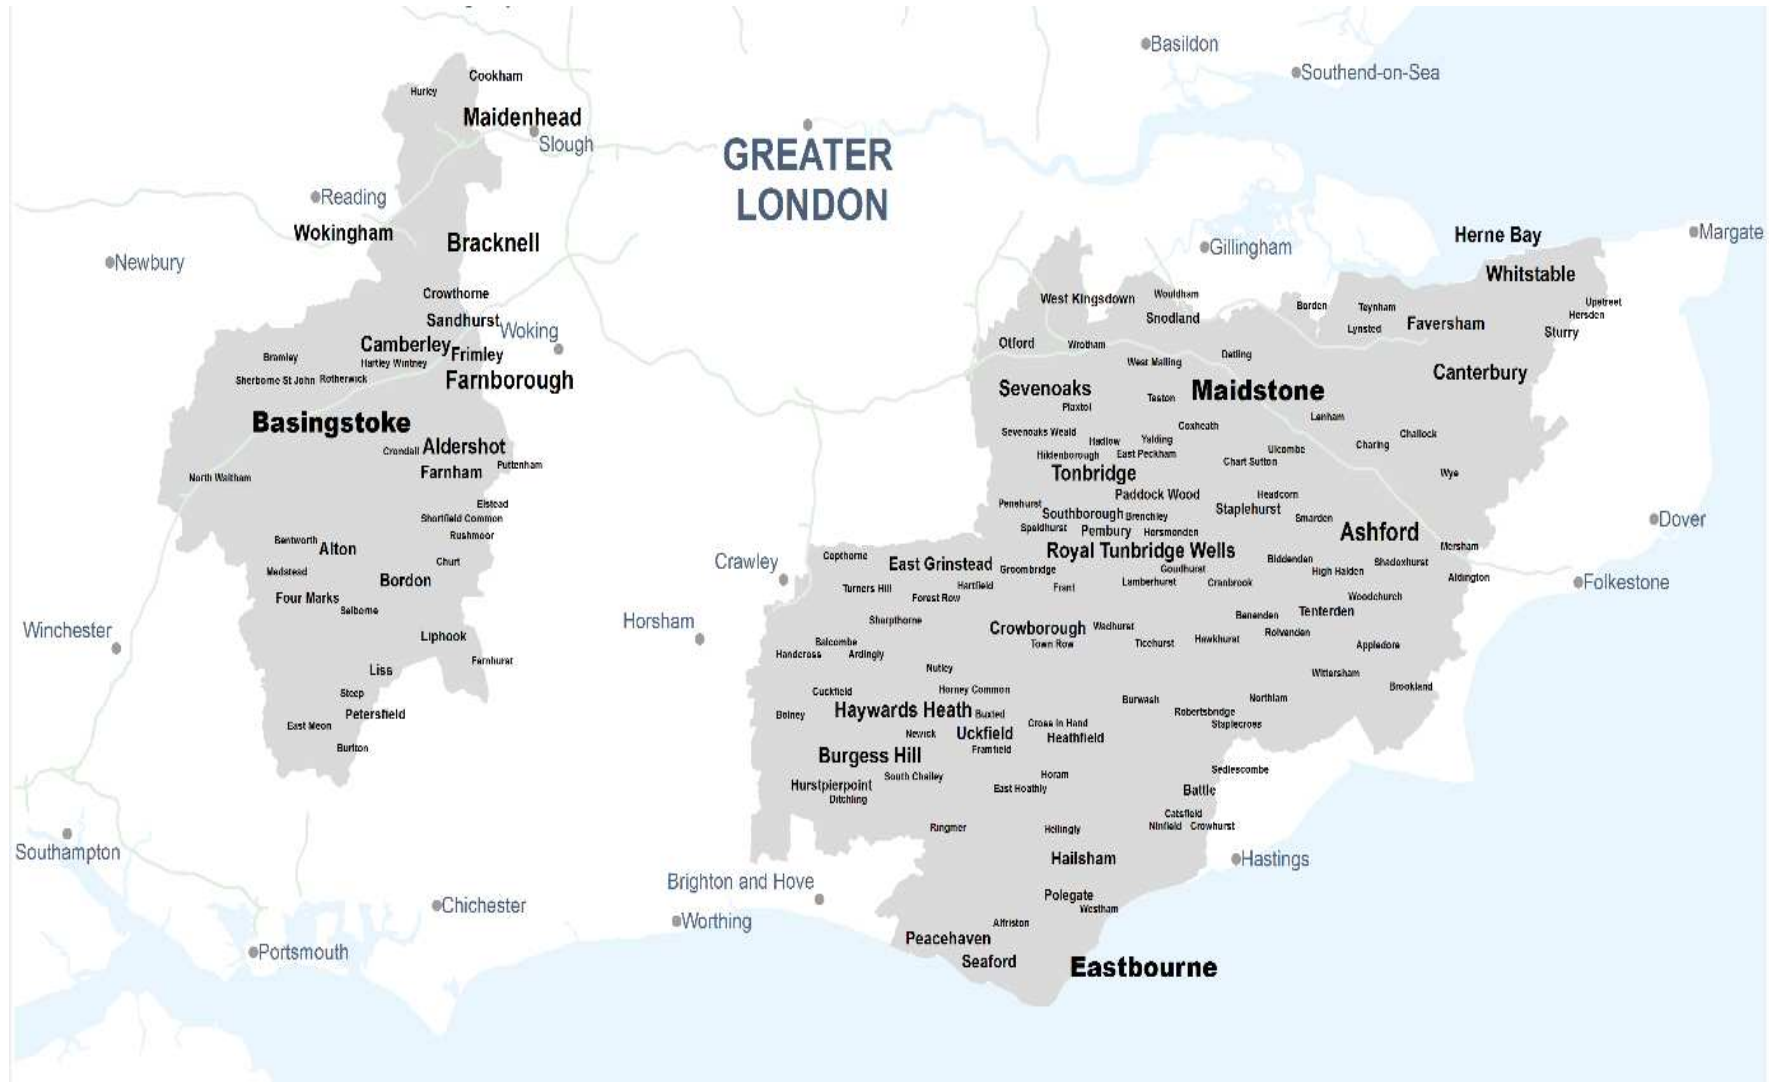 Basildon
Southend-on-Sea
Cookham
Hurley
Maidenhead
Slough
GREATER
LONDON
Reading
Wokingham
Bracknell
Newbury
Gillingham
Herne Bay
Margate
Whitstable
Crowthorne
Sandhurst
Woking
Camberley
Frimley
Hartley Wintney
Bramley
Farnborough
Sherborne St John
Rotherwick
Basingstoke
Crondall
Aldershot
Farnham
Puttenham
North Waltham
Elstead
Shortfield Common
Rushmoor
Bentworth
Alton
Churt
Medstead
Bordon
Four Marks
Selborne
Liphook
Fernhurst
Liss
Steep
Petersfield
East Meon
Buriton
Winchester
Southampton
Portsmouth
Chichester
Worthing
Brighton and Hove
Horsham
Crawley
West Kingsdown
Wouldham
Snodland
Borden
Teynham
Upstreet
Hersden
Lynsted
Faversham
Sturry
Otford
Wrotham
West Malling
Detling
Canterbury
Sevenoaks
Maidstone
Plaxtol
Teston
Lenham
Coxheath
Sevenoaks Weald
Hadlow
Yalding
Challock
Charing
Hildenborough
East Peckham
Ulcombe
Chart Sutton
Wye
Tonbridge
Paddock Wood
Headcorn
Penshurst
Staplehurst
Southborough
Brenchley
Smarden
Speldhurst
Pembury
Horsmonden
Ashford
Dover
Royal Tunbridge Wells
Mersham
Copthorne
East Grinstead
Groombridge
Goudhurst
Biddenden
High Halden
Shadoxhurst
Aldington
Folkestone
Turners Hill
Hartfield
Frant
Lamberhurst
Cranbrook
Forest Row
Woodchurch
Sharpthorne
Benenden
Tenterden
Crowborough
Wadhurst
Rolvenden
Balcombe
Town Row
Ticehurst
Hawkhurst
Appledore
Handcross
Ardingly
Nutley
Wittersham
Cuckfield
Horney Common
Brookland
Burwash
Northiam
Bolney
Haywards Heath
Buxted
Robertsbridge
Cross in Hand
Staplecross
Newick
Uckfield
Heathfield
Framfield
Burgess Hill
Sedlescombe
South Chailey
Horam
Hurstpierpoint
East Hoathly
Battle
Ditchling
Catsfield
Ringmer
Hellingly
Ninfield
Crowhurst
Hailsham
Hastings
Polegate
Westham
Alfriston
Peacehaven
Seaford
Eastbourne